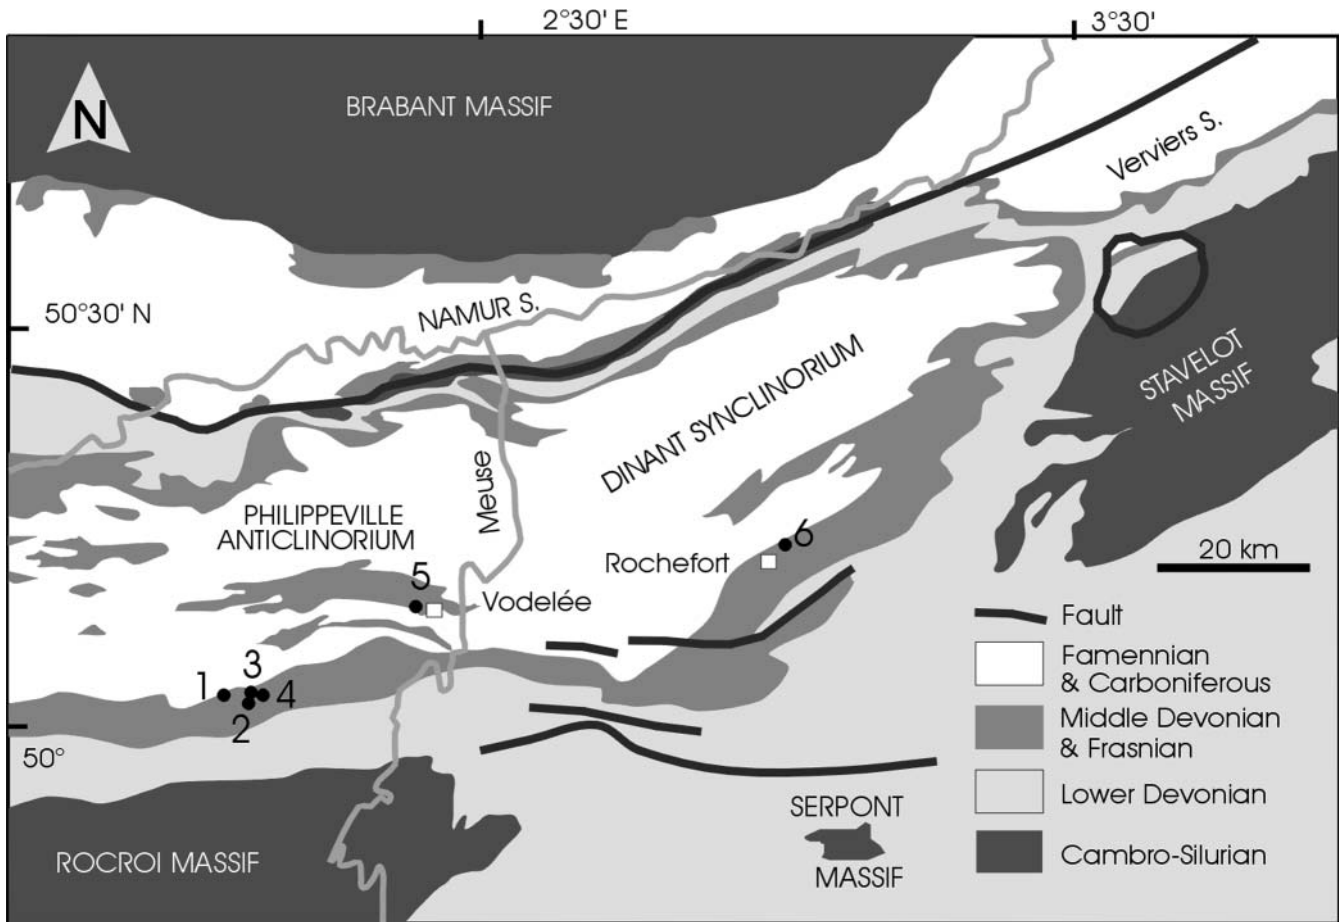 2°30' E
3°30'
N
BRABANT MASSIF
Verviers S.
50°30' N
NAMUR S.
STAVELOT
MASSIF
DINANT SYNCLINORIUM
Meuse
PHILIPPEVILLE
ANTICLINORIUM
6
Rochefort
20 km
5
Vodelée
Fault
1
3
4
2
Famennian
& Carboniferous
Middle Devonian
& Frasnian
50°
Lower Devonian
SERPONT
MASSIF
ROCROI MASSIF
Cambro-Silurian